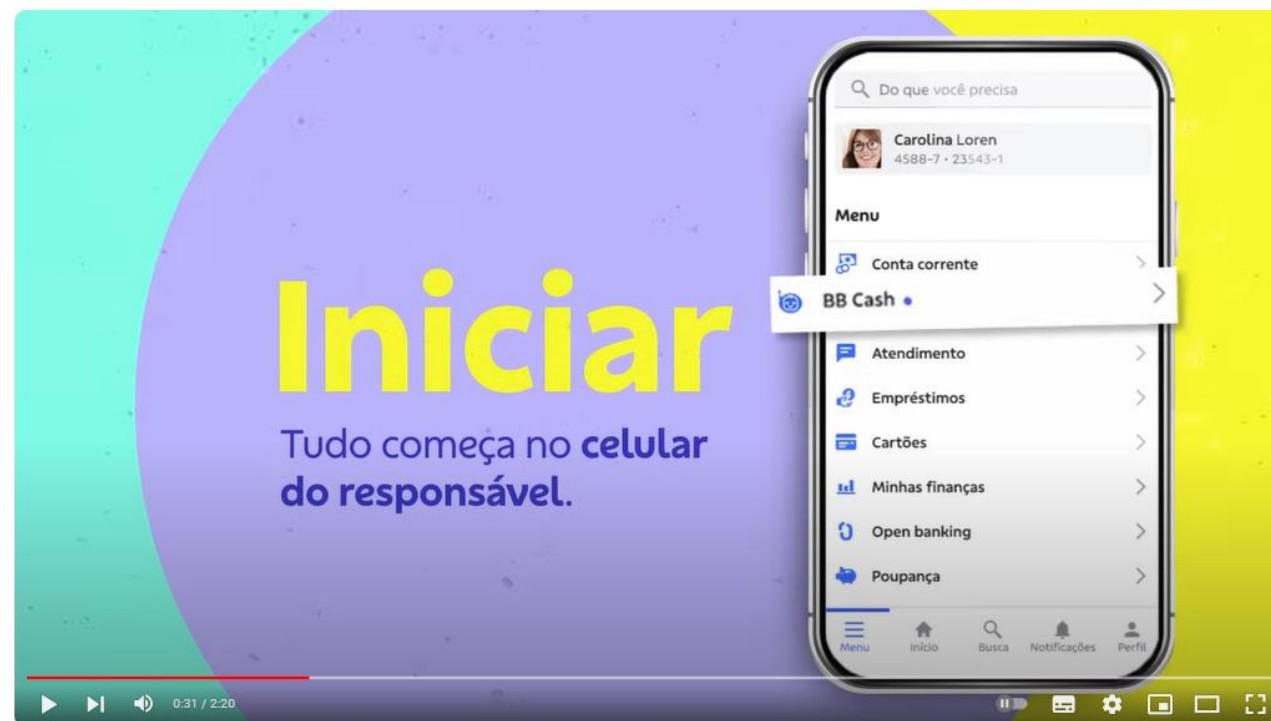 Iniciar
Tudo começa no celular
do responsável.
Do que você precisa
Carolina Loren
4588-7 • 23543-1
Menu
Conta corrente
BB Cash
Atendimento
Empréstimos
Cartões
Minhas finanças
Open banking
Poupança
Menu Início Busca Notificações Perfil
0:31 / 2:20